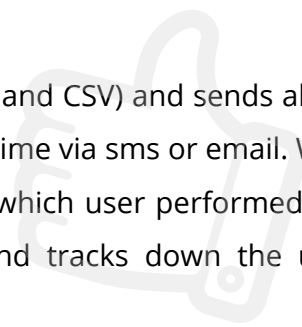 and CSV) and sends al
ime via sms or email. W
which user performed
nd tracks down the u